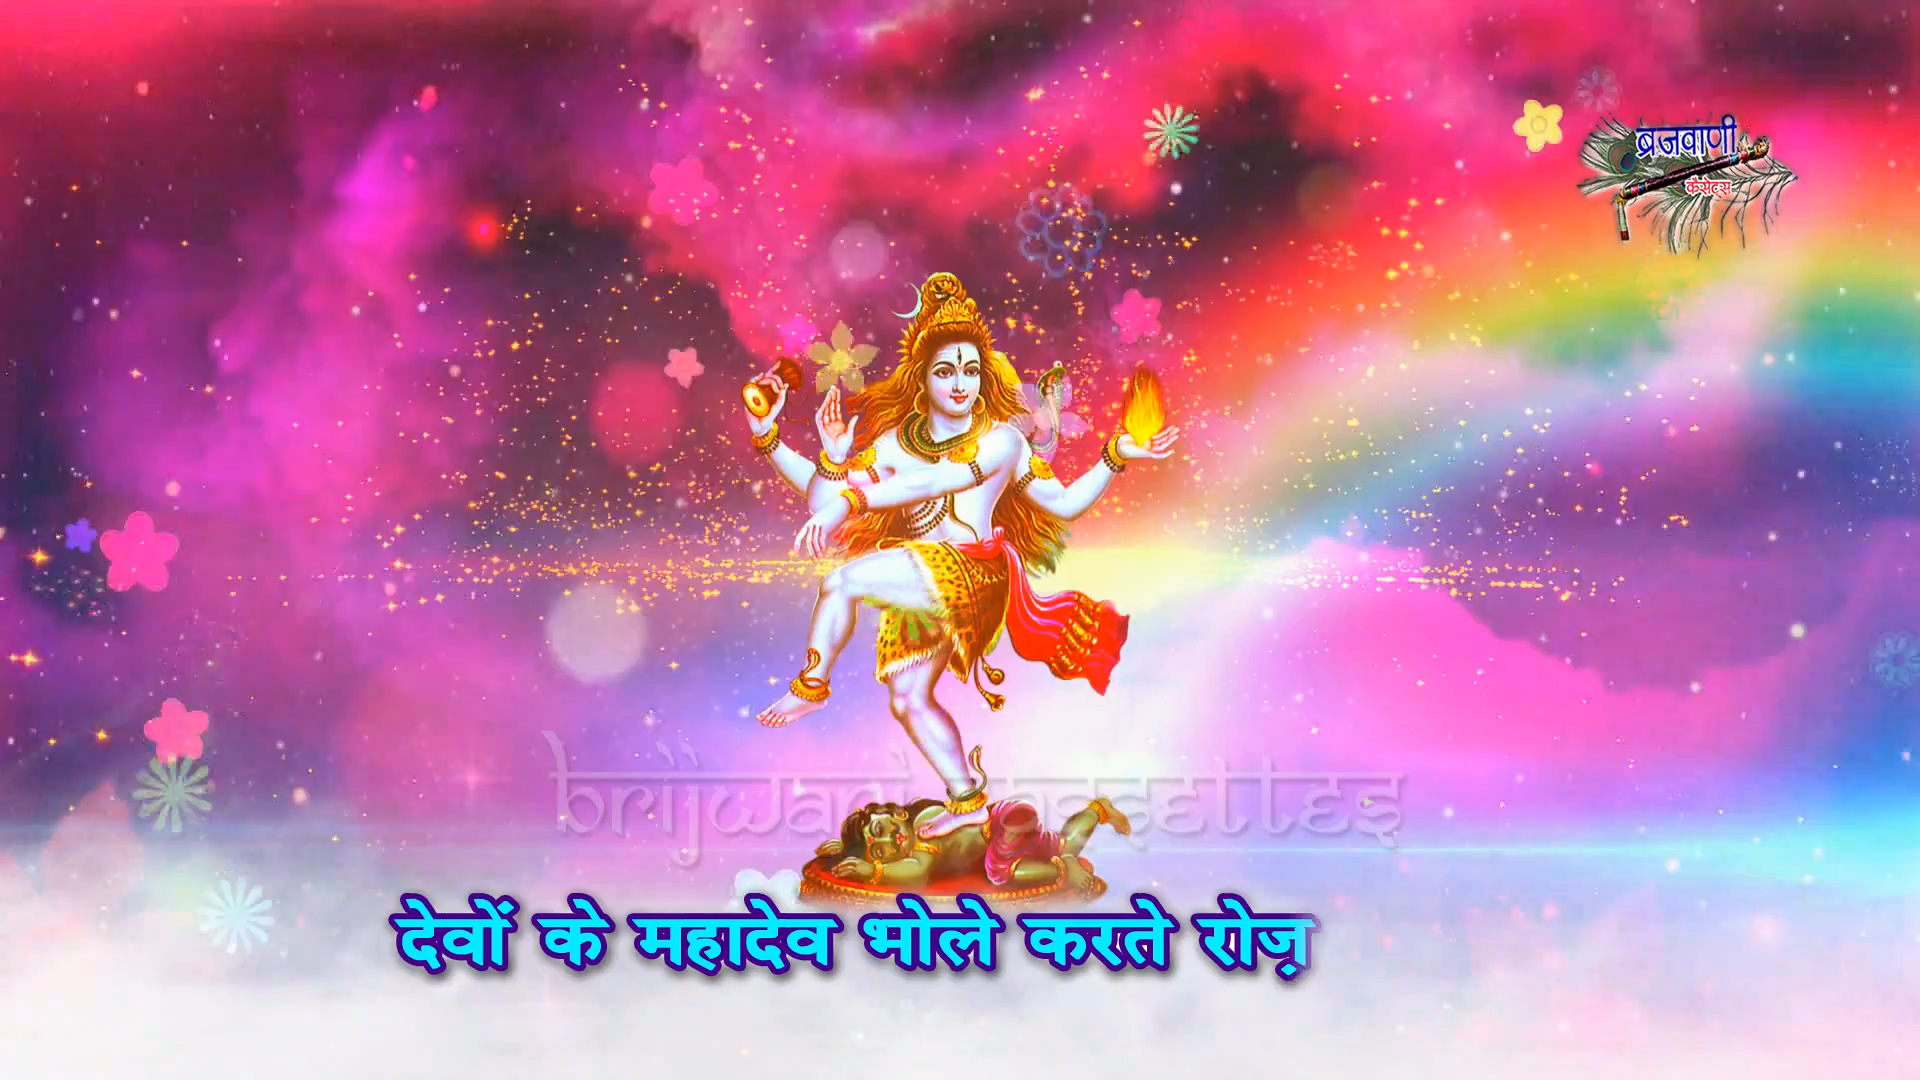 ब्रजवाणी
कैसेट्स
brijwani cassettes
देवों के महादेव भोले करते रोज़